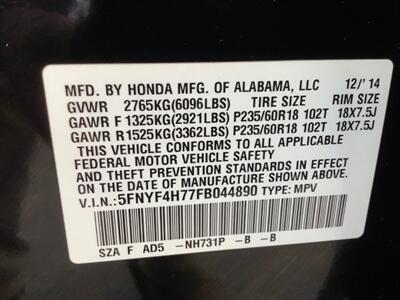 MFD. BY HONDA MFG. OF ALABAMA, LLC 12/'14
GVWR 2765KG(6096LBS) TIRE SIZE RIM SIZE
GAWR F 1325KG(2921LBS) P235/60R18 102T 18X7.5J
GAWR R1525KG(3362LBS) P235/60R18 102T 18X7.5J
THIS VEHICLE CONFORMS TO ALL APPLICABLE
FEDERAL MOTOR VEHICLE SAFETY, BUMPER,
AND THEFT PREVENTION STANDARDS IN EFFECT
ON THE DATE OF MANUFACTURE SHOWN ABOVE.
V.I.N.:5FNYF4H77FB044890 TYPE: MPV
SZA F AD5 -NH731P -B -B